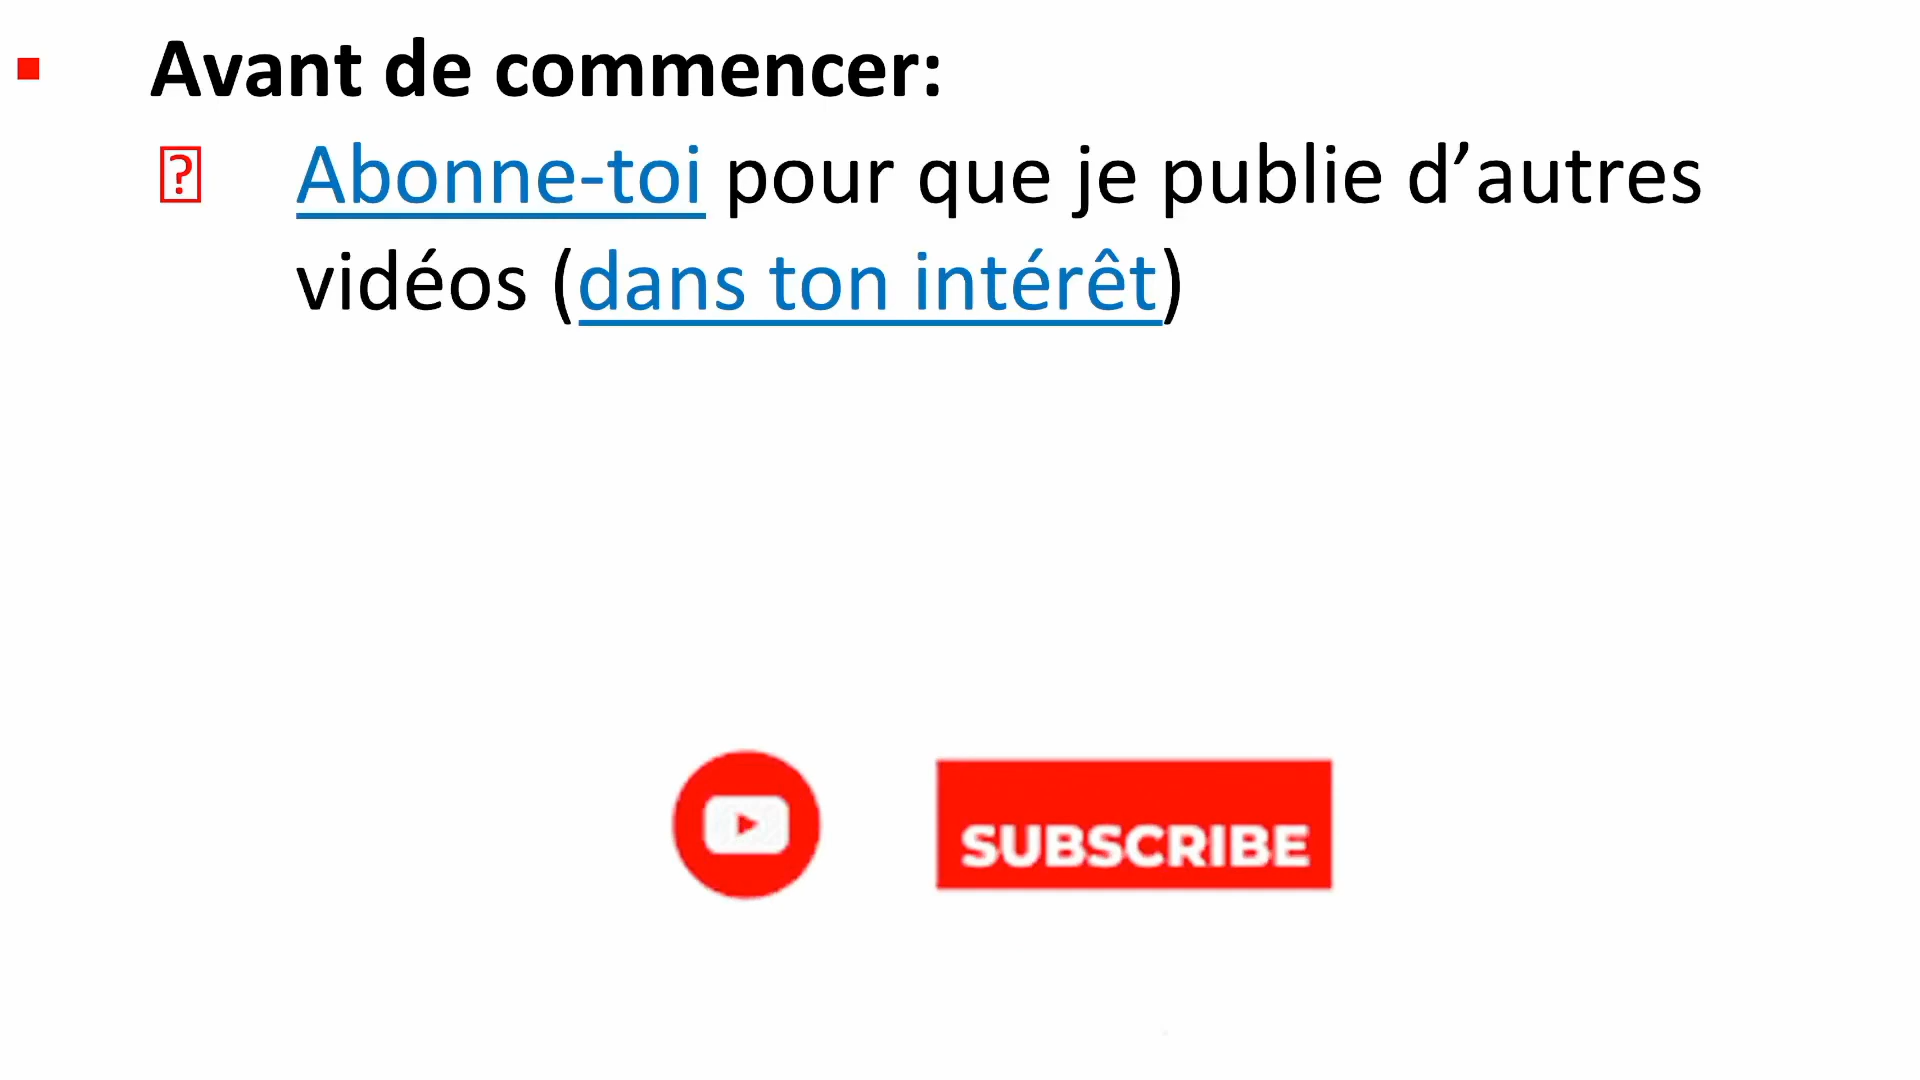 Avant de commencer:
Abonne-toi pour que je publie d’autres
vidéos (dans ton intérêt)
SUBSCRIBE